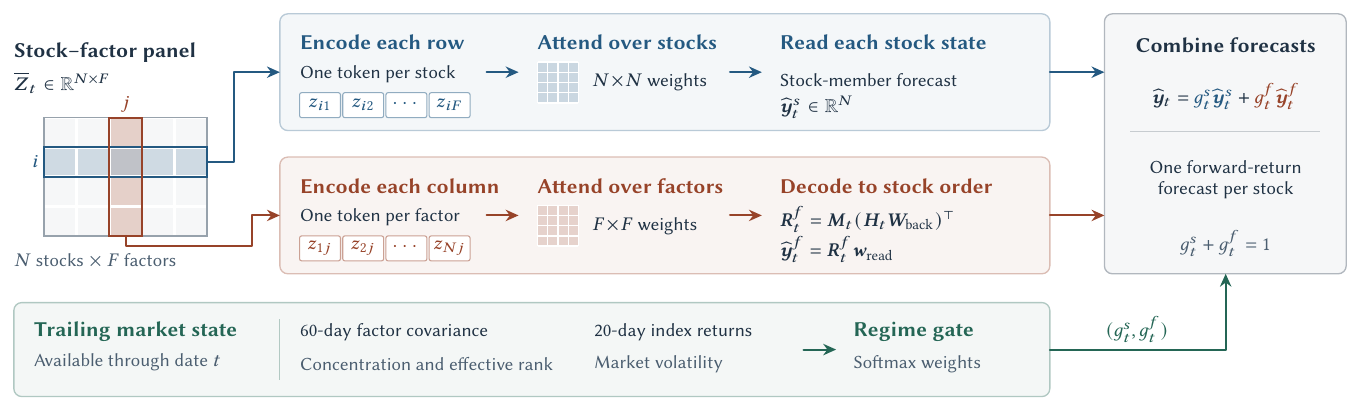 Stock–factor panel
Z̅ₜ ∈ ℝ^{N×F}
j
i
N stocks × F factors
Encode each row
One token per stock
z_{i1} z_{i2} · · · z_{iF}
Attend over stocks
N×N weights
Read each stock state
Stock-member forecast
ŷ_t^s ∈ ℝ^N
Encode each column
One token per factor
z_{1j} z_{2j} · · · z_{Nj}
Attend over factors
F×F weights
Decode to stock order
R_t^f = M_t (H_t W_back)^⊤
ŷ_t^f = R_t^f w_read
Combine forecasts
ŷ_t = g_t^s ŷ_t^s + g_t^f ŷ_t^f
One forward-return
forecast per stock
g_t^s + g_t^f = 1
Trailing market state
Available through date t
60-day factor covariance
Concentration and effective rank
20-day index returns
Market volatility
Regime gate
Softmax weights
(g_t^s, g_t^f)